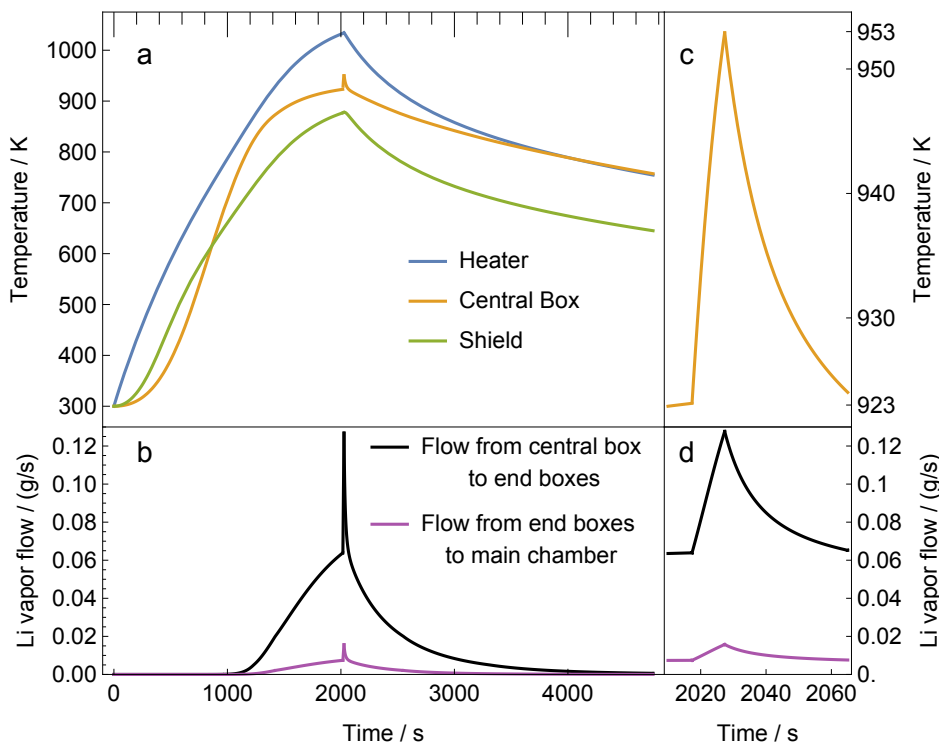 a
1000
900
800
700
600
500
400
300
Temperature / K
Heater
Central Box
Shield
c
953
950
940
930
923
Temperature / K
b
0.12
0.10
0.08
0.06
0.04
0.02
0.00
Li vapor flow / (g/s)
Flow from central box
to end boxes
Flow from end boxes
to main chamber
0 1000 2000 3000 4000
Time / s
d
0.12
0.1
0.08
0.06
0.04
0.02
0.
Li vapor flow / (g/s)
2020 2040 2060
Time / s